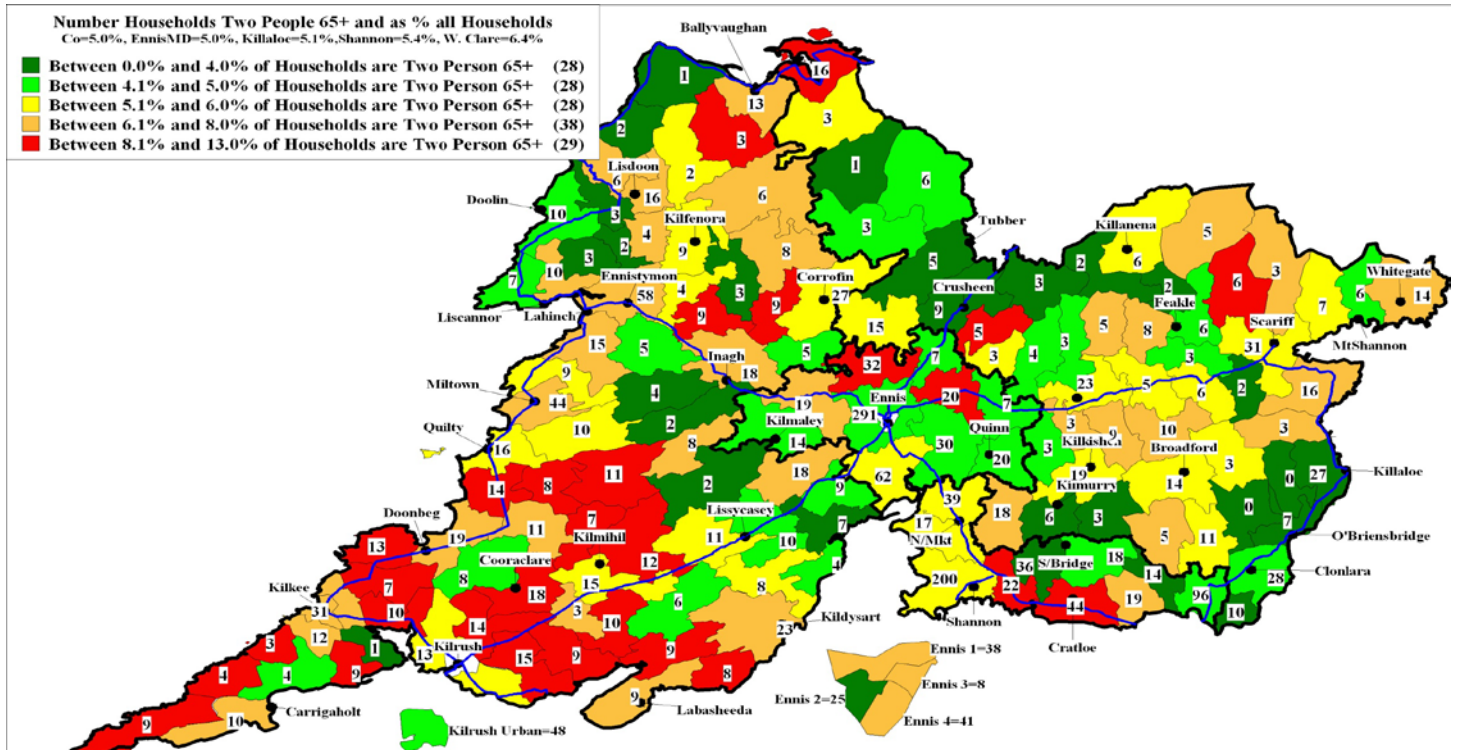 Number Households Two People 65+ and as % all Households
Co=5.0%, EnnisMD=5.0%, Killaloe=5.1%,Shannon=5.4%, W. Clare=6.4%
Between 0.0% and 4.0% of Households are Two Person 65+ (28)
Between 4.1% and 5.0% of Households are Two Person 65+ (28)
Between 5.1% and 6.0% of Households are Two Person 65+ (28)
Between 6.1% and 8.0% of Households are Two Person 65+ (38)
Between 8.1% and 13.0% of Households are Two Person 65+ (29)
Ballyvaughan
16
1
13
3
2
3
1
Lisdoon
6
16
2
6
6
Doolin
10
3
Kilfenora
3
Tubber
Killanena
5
4
9
8
2
3
2
6
3
Whitegate
10
Ennistymon
Corrofin
5
Crusheen
3
2
6
7
6
14
7
58
4
3
27
9
Feakle
Liscannor
Lahinch
9
9
15
5
5
8
6
Scariff
MtShannon
15
5
Inagh
18
5
32
7
3
4
3
3
31
Miltown
9
4
Ennis
20
23
5
6
2
16
44
19
291
7
Quilty
10
2
Kilmaley
14
30
Quinn
3
9
10
3
16
8
20
3
Kilkishen
Broadford
3
Killaloe
11
18
62
19
14
0
27
14
8
2
9
39
Kilmurry
Doonbeg
7
Lissycasey
7
17
18
6
3
0
7
19
11
Kilmihil
11
10
N/Mkt
5
11
O'Briensbridge
13
Cooraclare
12
4
S/Bridge
18
Kilkee
7
8
18
15
8
200
36
14
28
Clonlara
31
10
3
6
22
44
19
96
10
12
14
10
23
Kildysart
Shannon
Cratloe
3
1
13
Kilrush
15
9
9
Ennis 1=38
4
4
9
8
Ennis 2=25
Ennis 3=8
9
10
Carrigaholt
9
Labasheeda
Ennis 4=41
Kilrush Urban=48